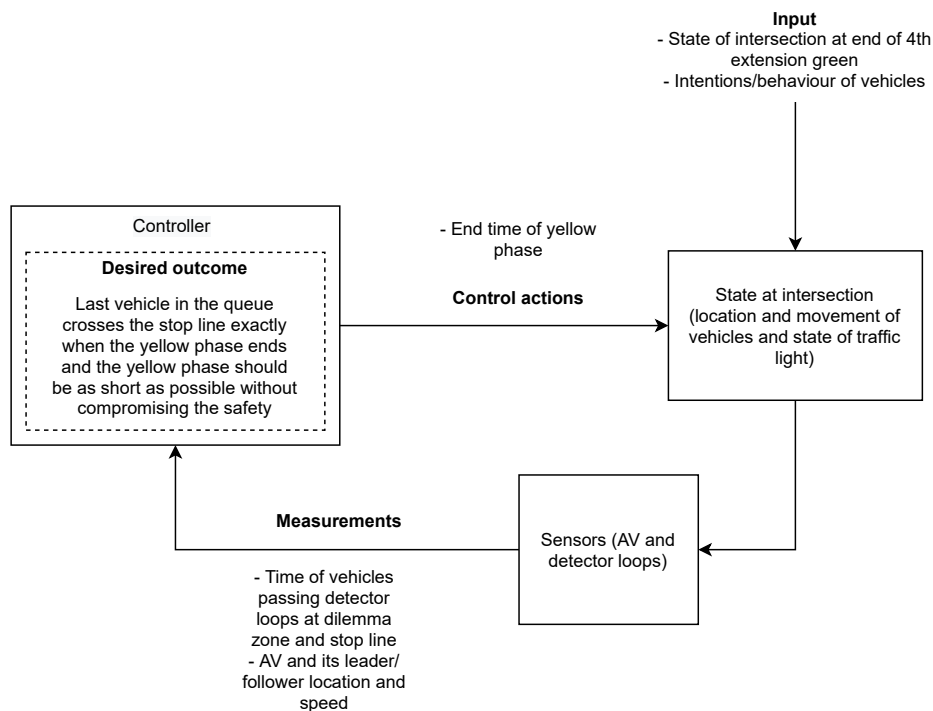 Input
- State of intersection at end of 4th
extension green
- Intentions/behaviour of vehicles
Controller
Desired outcome
Last vehicle in the queue
crosses the stop line exactly
when the yellow phase ends
and the yellow phase should
be as short as possible without
compromising the safety
- End time of yellow
phase
Control actions
State at intersection
(location and movement of
vehicles and state of traffic
light)
Measurements
- Time of vehicles
passing detector
loops at dilemma
zone and stop line
- AV and its leader/
follower location and
speed
Sensors (AV and
detector loops)